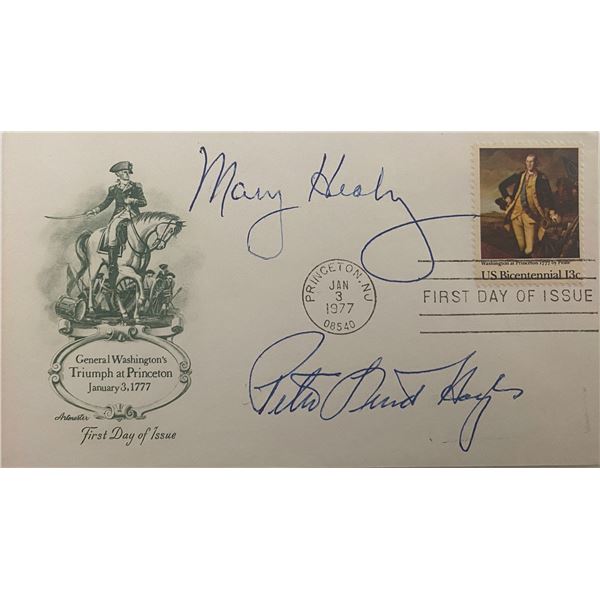 Mary Healy
Washington at Princeton 1777 by Peale
US Bicentennial 13c
PRINCETON, NJ
JAN
3
1977
08540
FIRST DAY OF ISSUE
General Washington's
Triumph at Princeton
January 3, 1777
Artmaster
First Day of Issue
Peter Lind Hayes